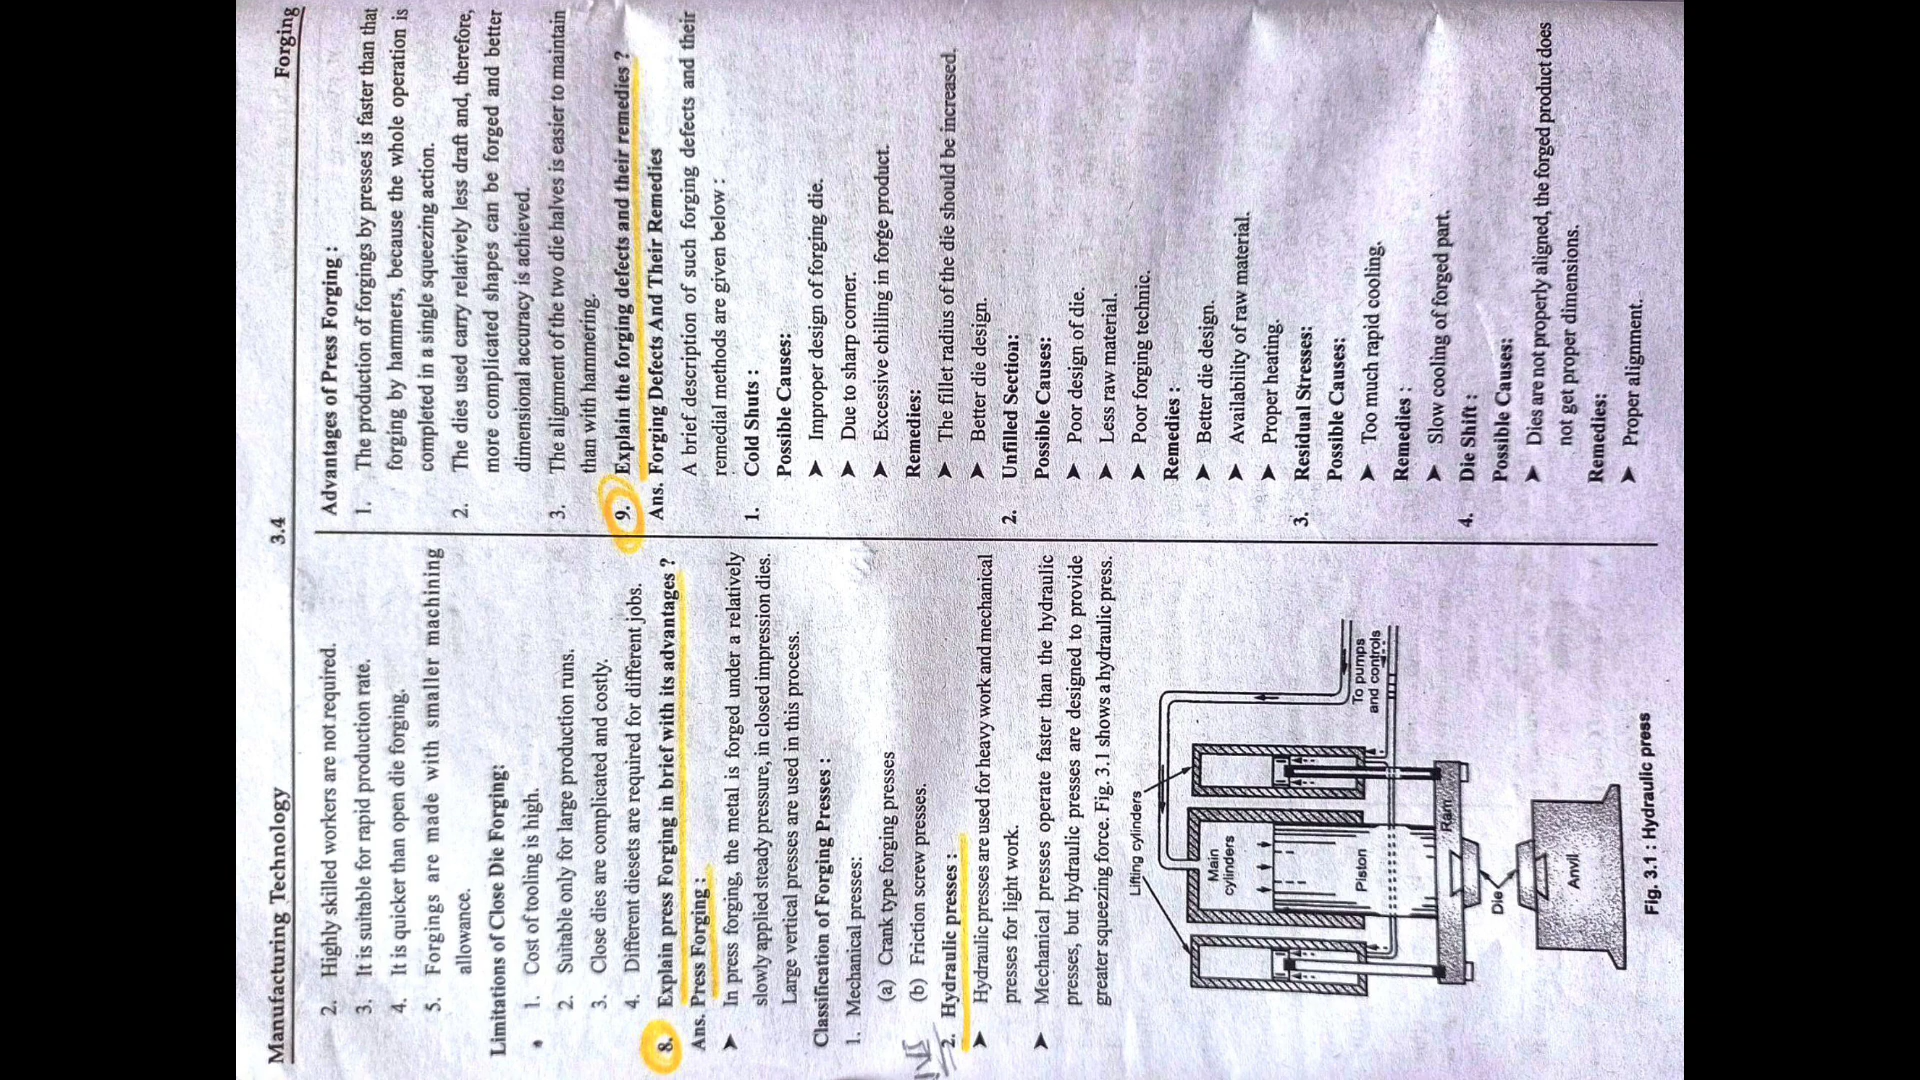 Manufacturing Technology 3.4 Forging
2. Highly skilled workers are not required.
3. It is suitable for rapid production rate.
4. It is quicker than open die forging.
5. Forgings are made with smaller machining
allowance.
Limitations of Close Die Forging:
1. Cost of tooling is high.
2. Suitable only for large production runs.
3. Close dies are complicated and costly.
4. Different diesets are required for different jobs.
8. Explain press Forging in brief with its advantages ?
Ans. Press Forging :
➤ In press forging, the metal is forged under a relatively
slowly applied steady pressure, in closed impression dies.
Large vertical presses are used in this process.
Classification of Forging Presses :
1. Mechanical presses:
(a) Crank type forging presses
(b) Friction screw presses.
2. Hydraulic presses :
➤ Hydraulic presses are used for heavy work and mechanical
presses for light work.
➤ Mechanical presses operate faster than the hydraulic
presses, but hydraulic presses are designed to provide
greater squeezing force. Fig. 3.1 shows a hydraulic press.
Lifting cylinders
Main
cylinders
Piston
To pumps
and controls
Ram
Die
Anvil
Fig. 3.1 : Hydraulic press
Advantages of Press Forging :
1. The production of forgings by presses is faster than that
forging by hammers, because the whole operation is
completed in a single squeezing action.
2. The dies used carry relatively less draft and, therefore,
more complicated shapes can be forged and better
dimensional accuracy is achieved.
3. The alignment of the two die halves is easier to maintain
than with hammering.
9. Explain the forging defects and their remedies ?
Ans. Forging Defects And Their Remedies
A brief description of such forging defects and their
remedial methods are given below :
1. Cold Shuts :
Possible Causes:
➤ Improper design of forging die.
➤ Due to sharp corner.
➤ Excessive chilling in forge product.
Remedies:
➤ The fillet radius of the die should be increased.
➤ Better die design.
2. Unfilled Section:
Possible Causes:
➤ Poor design of die.
➤ Less raw material.
➤ Poor forging technic.
Remedies :
➤ Better die design.
➤ Availability of raw material.
➤ Proper heating.
3. Residual Stresses:
Possible Causes:
➤ Too much rapid cooling.
Remedies :
➤ Slow cooling of forged part.
4. Die Shift :
Possible Causes:
➤ Dies are not properly aligned, the forged product does
not get proper dimensions.
Remedies:
➤ Proper alignment.